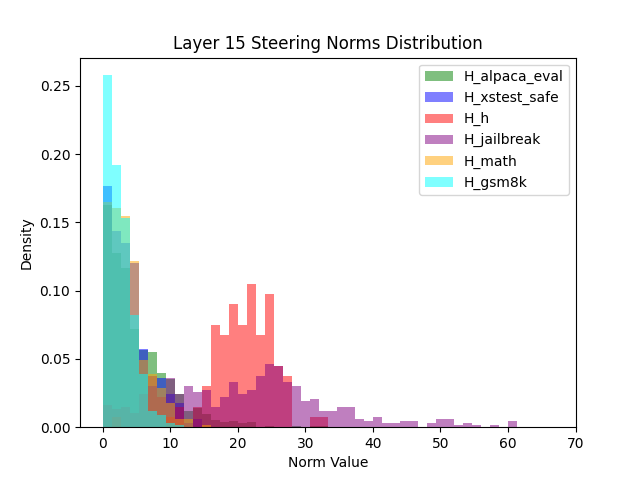 Layer 15 Steering Norms Distribution
H_alpaca_eval
H_xstest_safe
H_h
H_jailbreak
H_math
H_gsm8k
0.25
0.20
0.15
0.10
0.05
0.00
Density
0 10 20 30 40 50 60 70
Norm Value